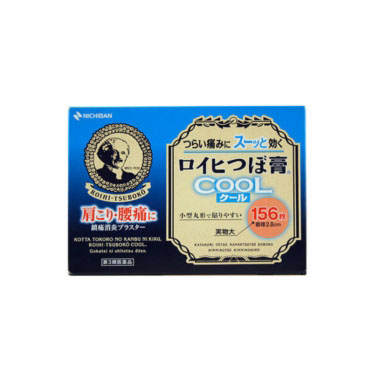 NICHIBAN
ROIHI-TSUBOKO
肩こり・腰痛に
鎮痛消炎プラスター
KOTTA TOKORO NO KANBU NI KIKU,
ROIHI-TSUBOKO COOL.
第3類医薬品
つらい痛みにスーッと効く
ロイヒつぼ膏
COOL
クール
小型丸形で貼りやすい
156枚
直径2.8cm
実物大